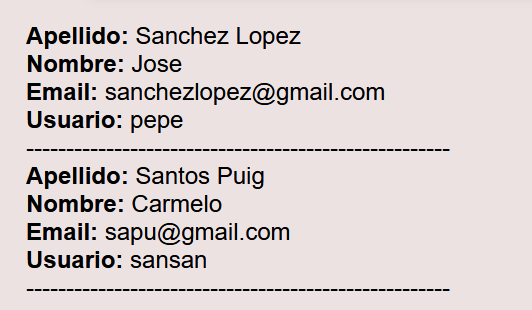 Apellido: Sanchez Lopez
Nombre: Jose
Email: sanchezlopez@gmail.com
Usuario: pepe
-----------------------------------------------------
Apellido: Santos Puig
Nombre: Carmelo
Email: sapu@gmail.com
Usuario: sansan
-----------------------------------------------------